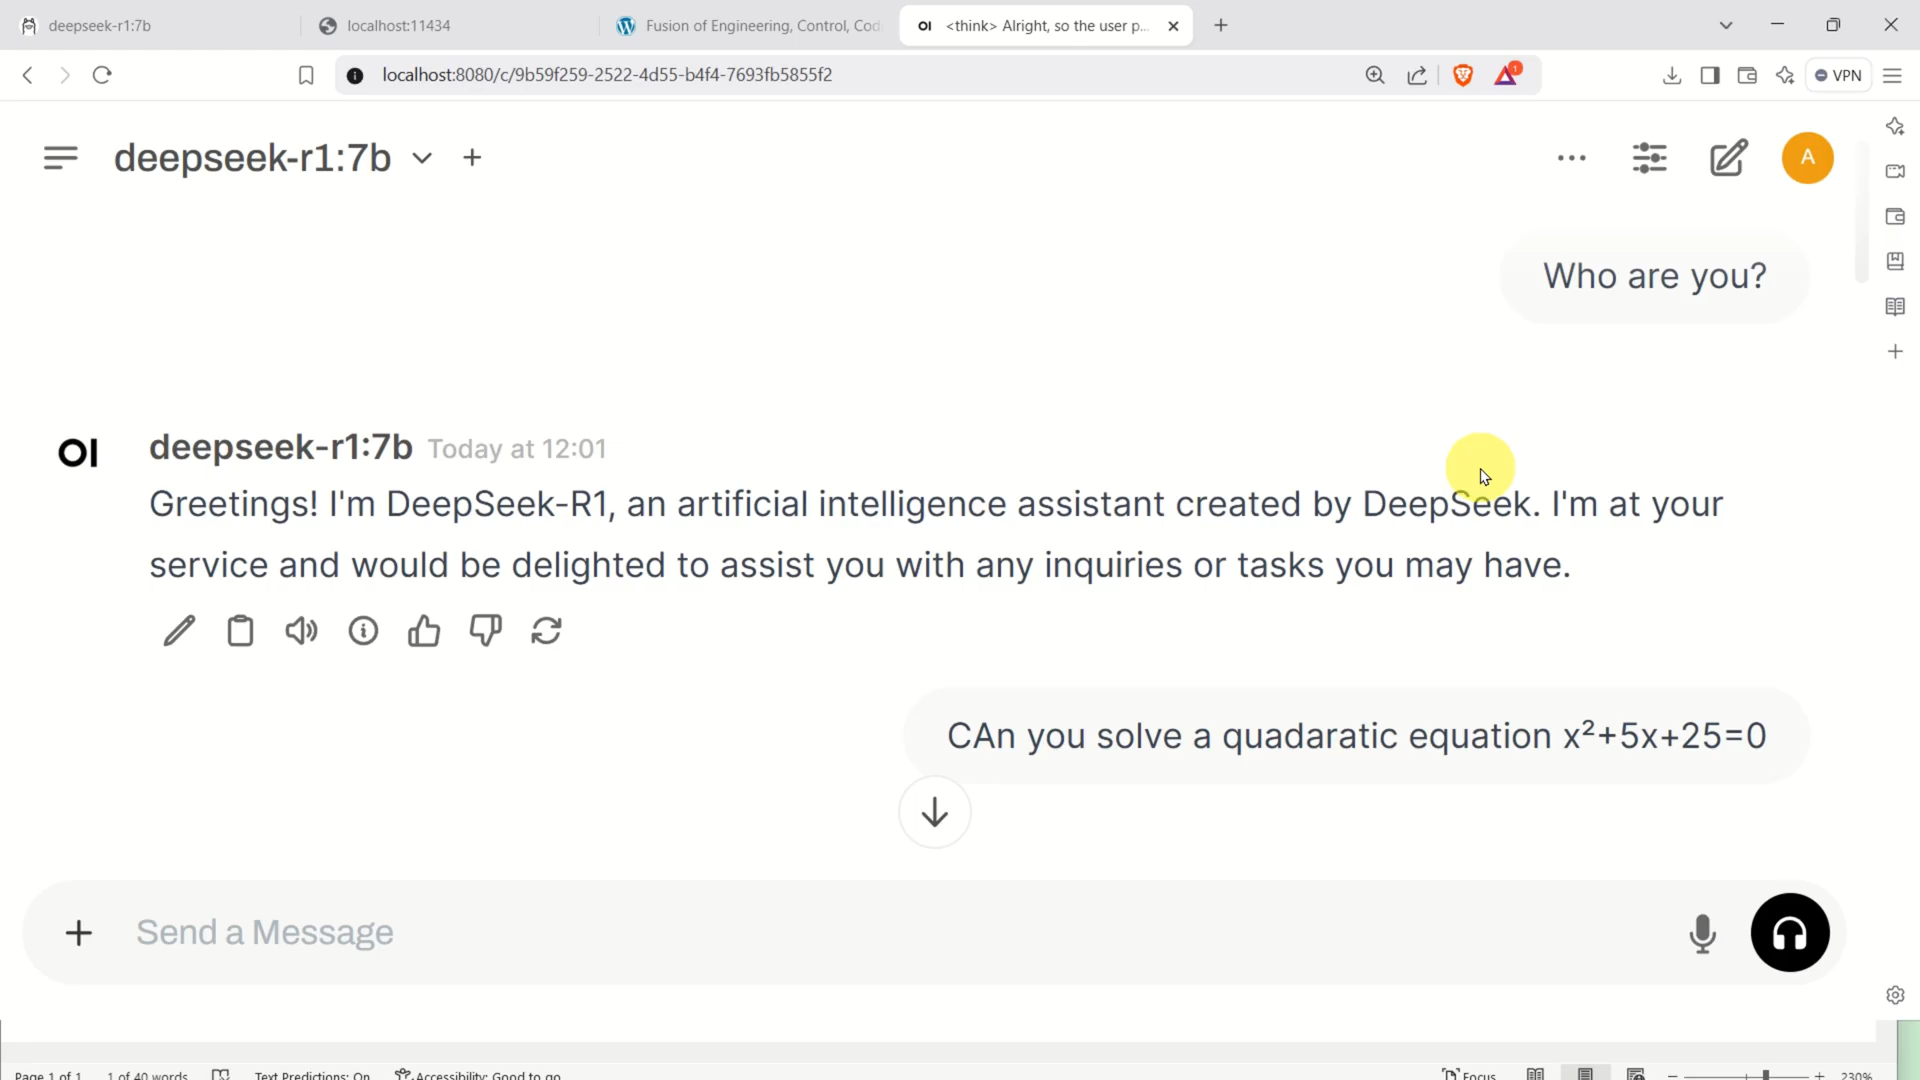 deepseek-r1:7b
localhost:11434
Fusion of Engineering, Control, Cod
OI <think> Alright, so the user p...
localhost:8080/c/9b59f259-2522-4d55-b4f4-7693fb5855f2
1
VPN
deepseek-r1:7b
A
Who are you?
OI deepseek-r1:7b Today at 12:01
Greetings! I'm DeepSeek-R1, an artificial intelligence assistant created by DeepSeek. I'm at your
service and would be delighted to assist you with any inquiries or tasks you may have.
CAn you solve a quadaratic equation x²+5x+25=0
Send a Message
Page 1 of 1 1 of 40 words Text Predictions: On Accessibility: Good to go Focus 230%